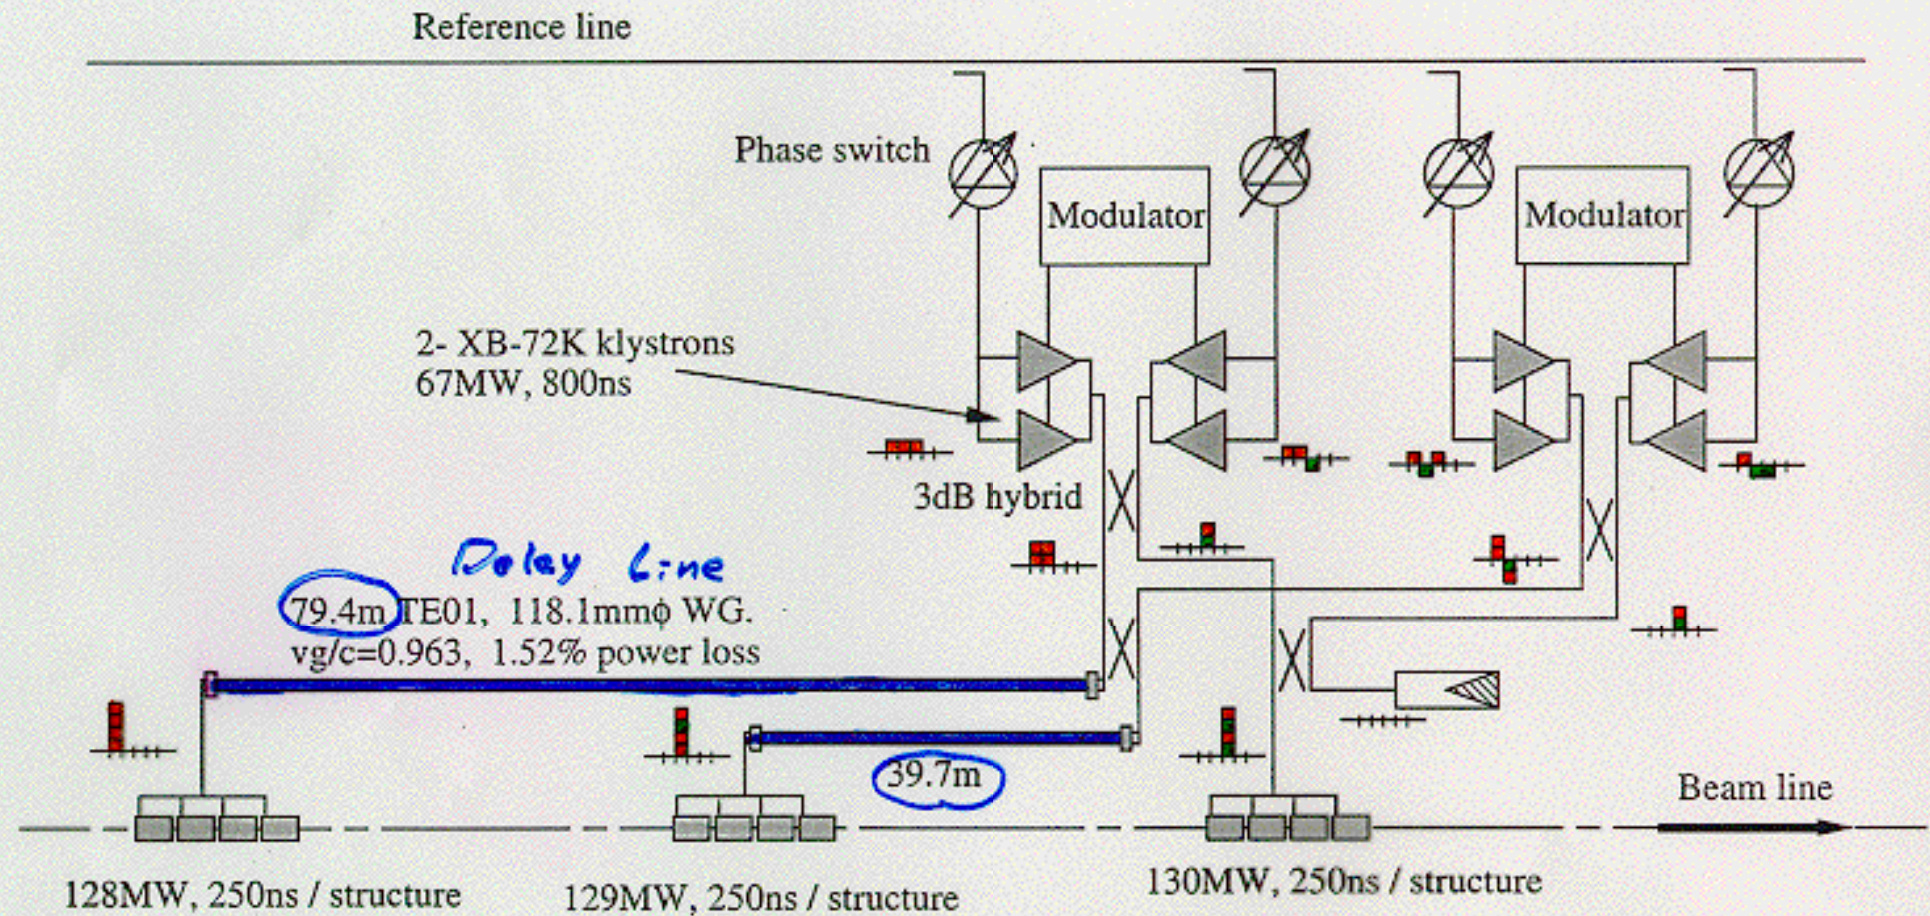 Reference line
Phase switch
Modulator
Modulator
2- XB-72K klystrons
67MW, 800ns
3dB hybrid
Delay Line
79.4m TE01, 118.1mmϕ WG.
vg/c=0.963, 1.52% power loss
39.7m
Beam line
128MW, 250ns / structure
129MW, 250ns / structure
130MW, 250ns / structure